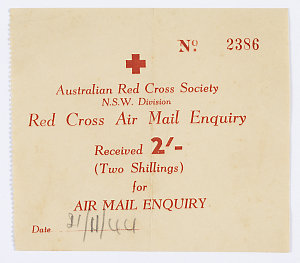 Nº 2386
Australian Red Cross Society
N.S.W. Division
Red Cross Air Mail Enquiry
Received 2/-
(Two Shillings)
for
AIR MAIL ENQUIRY
Date 21/11/44